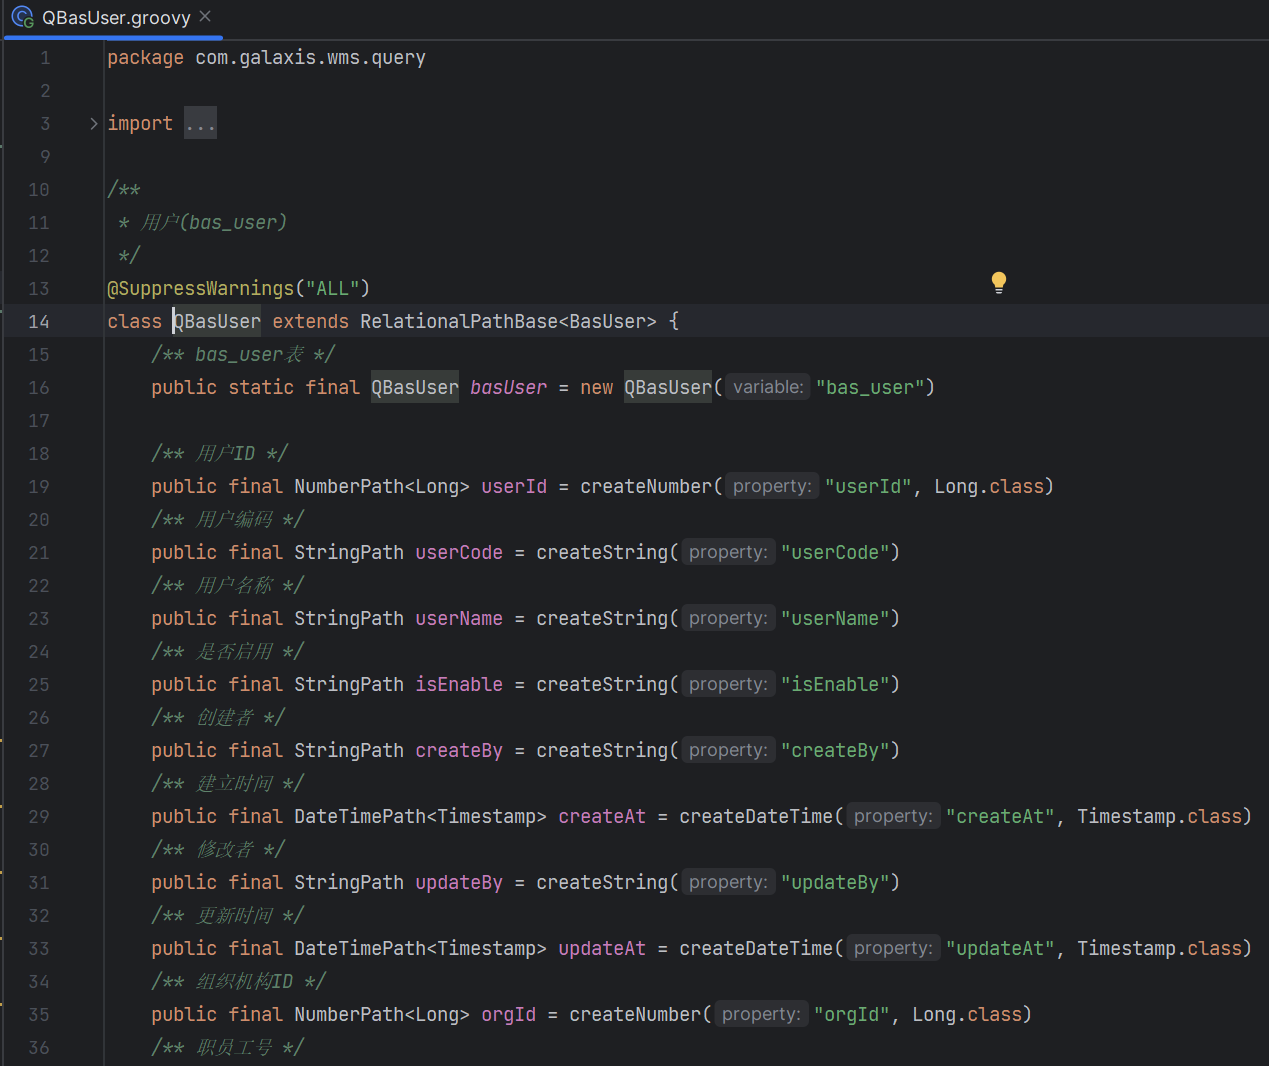 QBasUser.groovy
1 package com.galaxis.wms.query
2
3 import ...
9
10 /**
11 * 用户(bas_user)
12 */
13 @SuppressWarnings("ALL")
14 class QBasUser extends RelationalPathBase<BasUser> {
15 /** bas_user表 */
16 public static final QBasUser basUser = new QBasUser( variable: "bas_user")
17
18 /** 用户ID */
19 public final NumberPath<Long> userId = createNumber( property: "userId", Long.class)
20 /** 用户编码 */
21 public final StringPath userCode = createString( property: "userCode")
22 /** 用户名称 */
23 public final StringPath userName = createString( property: "userName")
24 /** 是否启用 */
25 public final StringPath isEnable = createString( property: "isEnable")
26 /** 创建者 */
27 public final StringPath createBy = createString( property: "createBy")
28 /** 建立时间 */
29 public final DateTimePath<Timestamp> createAt = createDateTime( property: "createAt", Timestamp.class)
30 /** 修改者 */
31 public final StringPath updateBy = createString( property: "updateBy")
32 /** 更新时间 */
33 public final DateTimePath<Timestamp> updateAt = createDateTime( property: "updateAt", Timestamp.class)
34 /** 组织机构ID */
35 public final NumberPath<Long> orgId = createNumber( property: "orgId", Long.class)
36 /** 职员工号 */